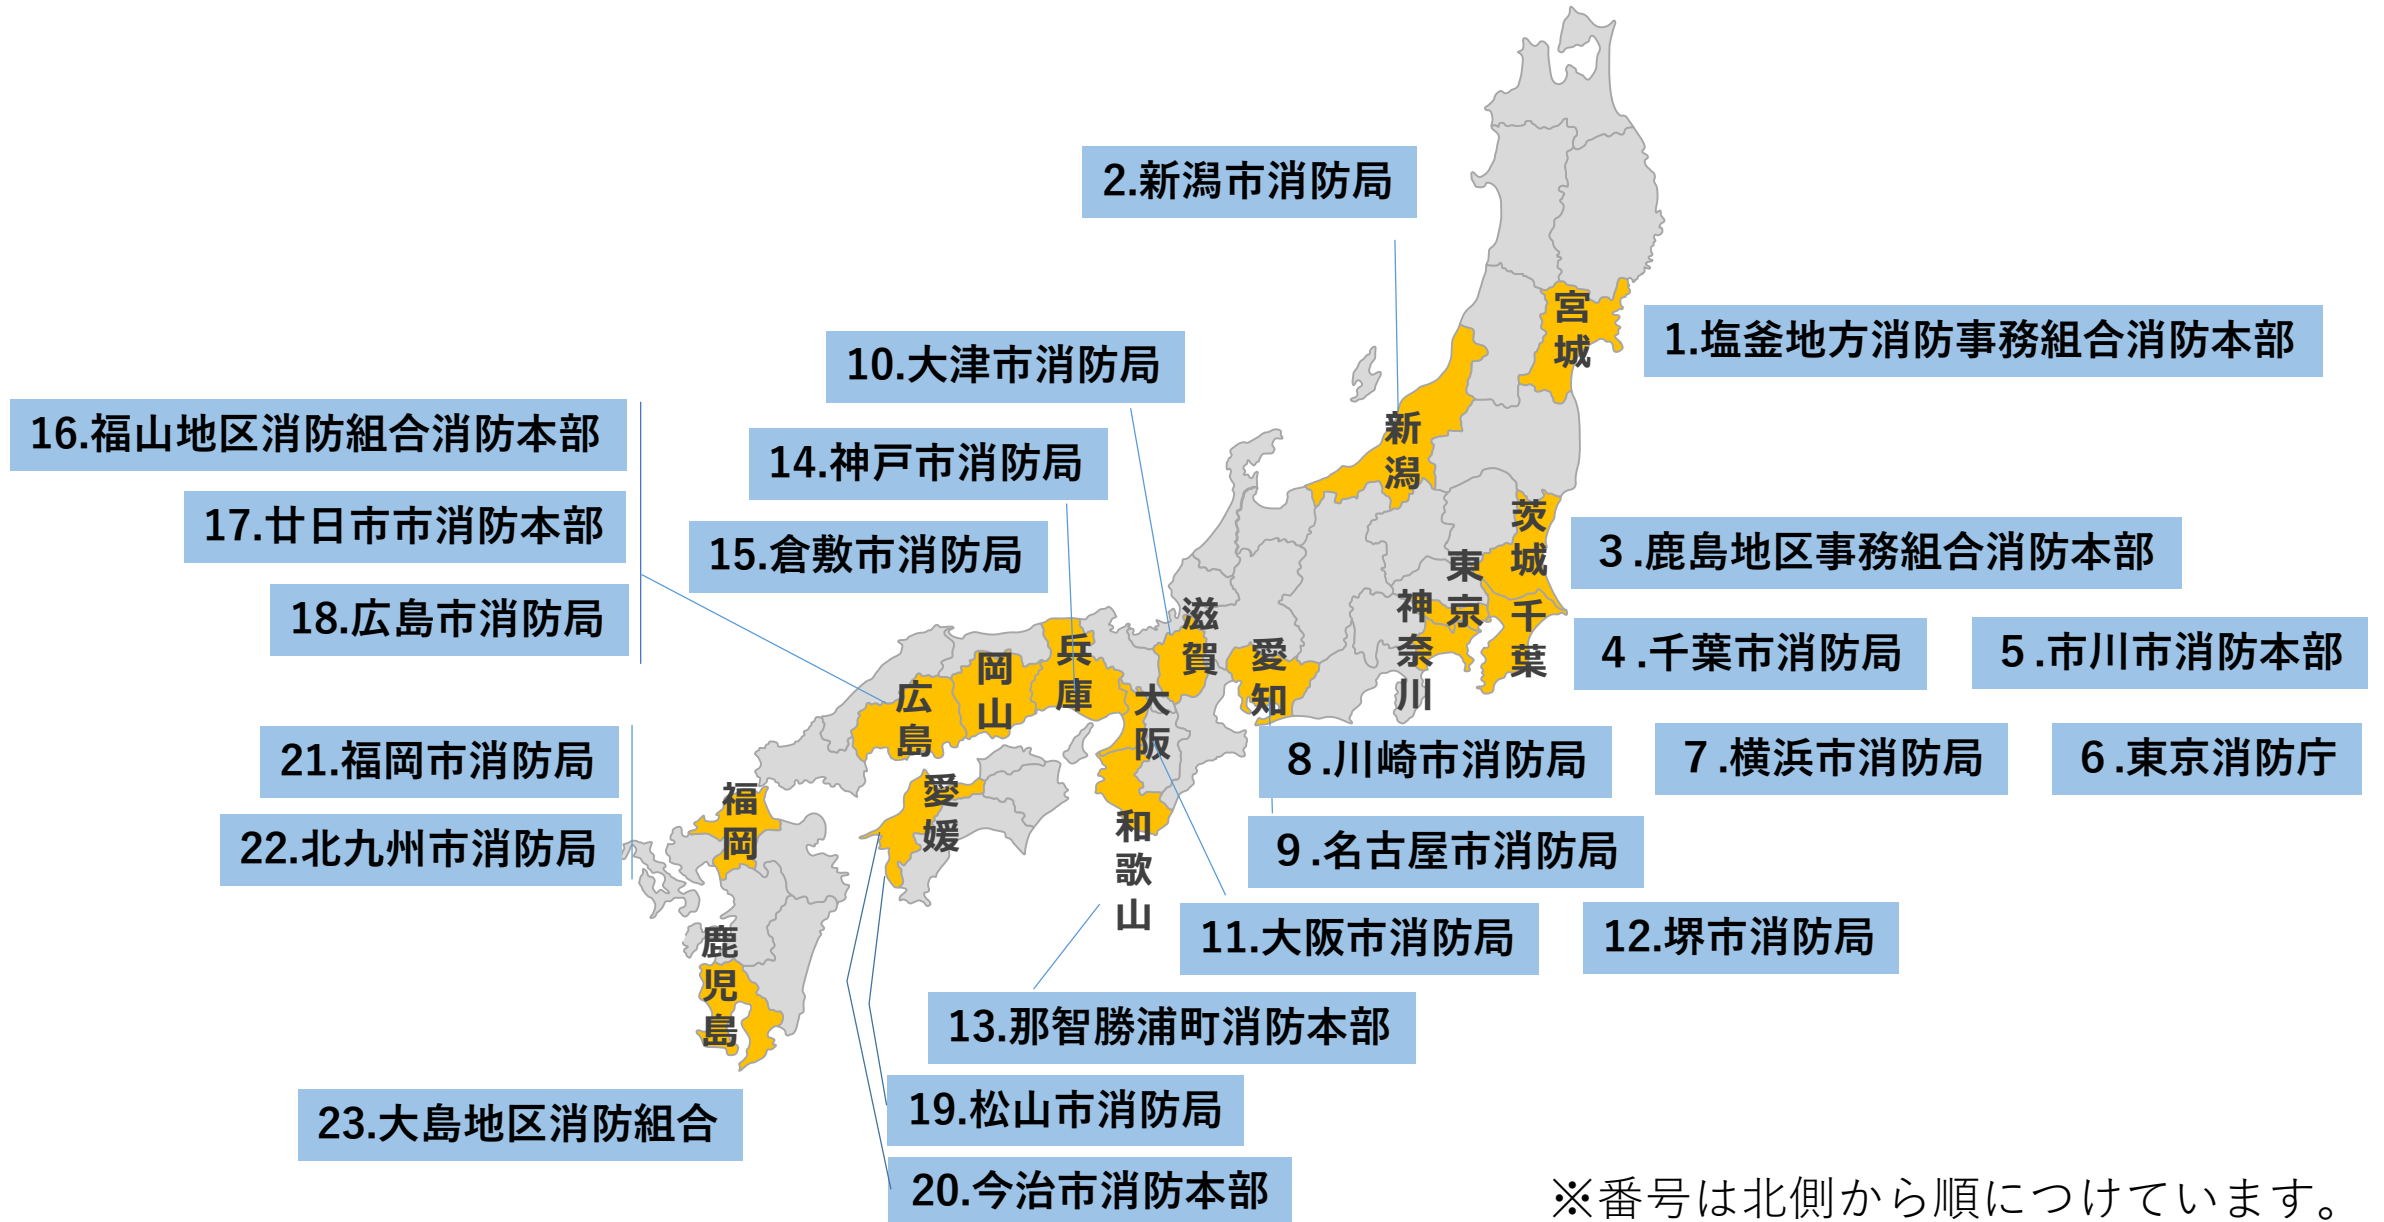 2.新潟市消防局
宮城
1.塩釜地方消防事務組合消防本部
10.大津市消防局
16.福山地区消防組合消防本部
新潟
14.神戸市消防局
17.廿日市市消防本部
15.倉敷市消防局
茨城
3.鹿島地区事務組合消防本部
東京
18.広島市消防局
神奈川
滋賀
千葉
4.千葉市消防局
5.市川市消防本部
兵庫
愛知
岡山
広島
大阪
21.福岡市消防局
8.川崎市消防局
7.横浜市消防局
6.東京消防庁
福岡
愛媛
和歌山
22.北九州市消防局
9.名古屋市消防局
11.大阪市消防局
12.堺市消防局
鹿児島
13.那智勝浦町消防本部
19.松山市消防局
23.大島地区消防組合
20.今治市消防本部
※番号は北側から順につけています。